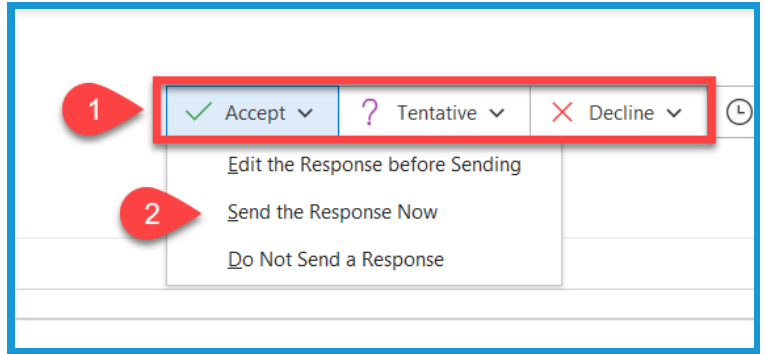 1
Accept
Tentative
Decline
Edit the Response before Sending
2
Send the Response Now
Do Not Send a Response